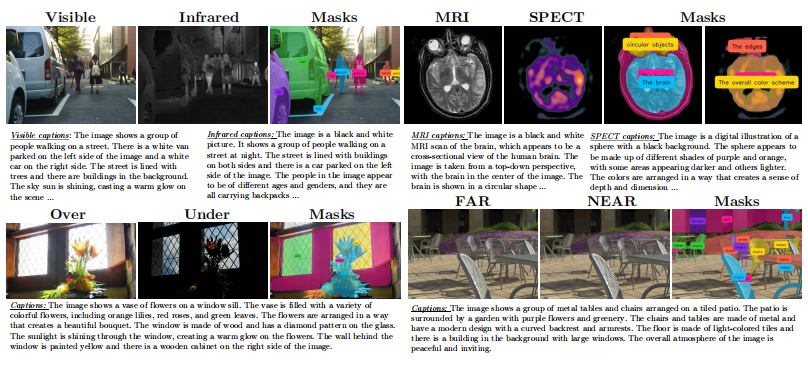 Visible
Infrared
Masks
Visible captions: The image shows a group of
people walking on a street. There is a white van
parked on the left side of the image and a white
car on the right side. The street is lined with
trees and there are buildings in the background.
The sky sun is shining, casting a warm glow on
the scene ...
Infrared captions: The image is a black and white
picture. It shows a group of people walking on a
street at night. The street is lined with buildings
on both sides and there is a car parked on the left
side of the image. The people in the image appear
to be of different ages and genders, and they are
all carrying backpacks ...
MRI
SPECT
Masks
circular objects
The brain
The edges
The overall color scheme
MRI captions: The image is a black and white
MRI scan of the brain, which appears to be a
cross-sectional view of the human brain. The
image is taken from a top-down perspective,
with the brain in the center of the image. The
brain is shown in a circular shape ...
SPECT captions: The image is a digital illustration of a
sphere with a black background. The sphere appears to
be made up of different shades of purple and orange,
with some areas appearing darker and others lighter.
The colors are arranged in a way that creates a sense of
depth and dimension ...
Over
Under
Masks
Captions: The image shows a vase of flowers on a window sill. The vase is filled with a variety of
colorful flowers, including orange lilies, red roses, and green leaves. The flowers are arranged in a way
that creates a beautiful bouquet. The window is made of wood and has a diamond pattern on the glass.
The sunlight is shining through the window, creating a warm glow on the flowers. The wall behind the
window is painted yellow and there is a wooden cabinet on the right side of the image.
FAR
NEAR
Masks
Captions: The image shows a group of metal tables and chairs arranged on a tiled patio. The patio is
surrounded by a garden with purple flowers and greenery. The chairs and tables are made of metal and
have a modern design with a curved backrest and armrests. The floor is made of light-colored tiles and
there is a building in the background with large windows. The overall atmosphere of the image is
peaceful and inviting.